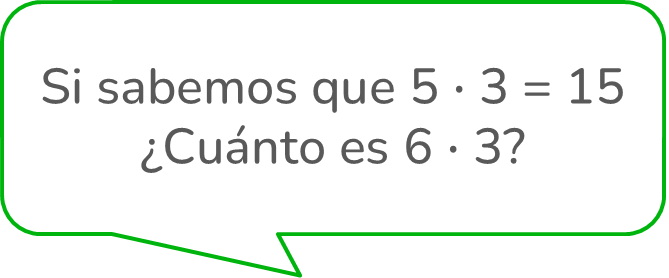 Si sabemos que 5 · 3 = 15
¿Cuánto es 6 · 3?